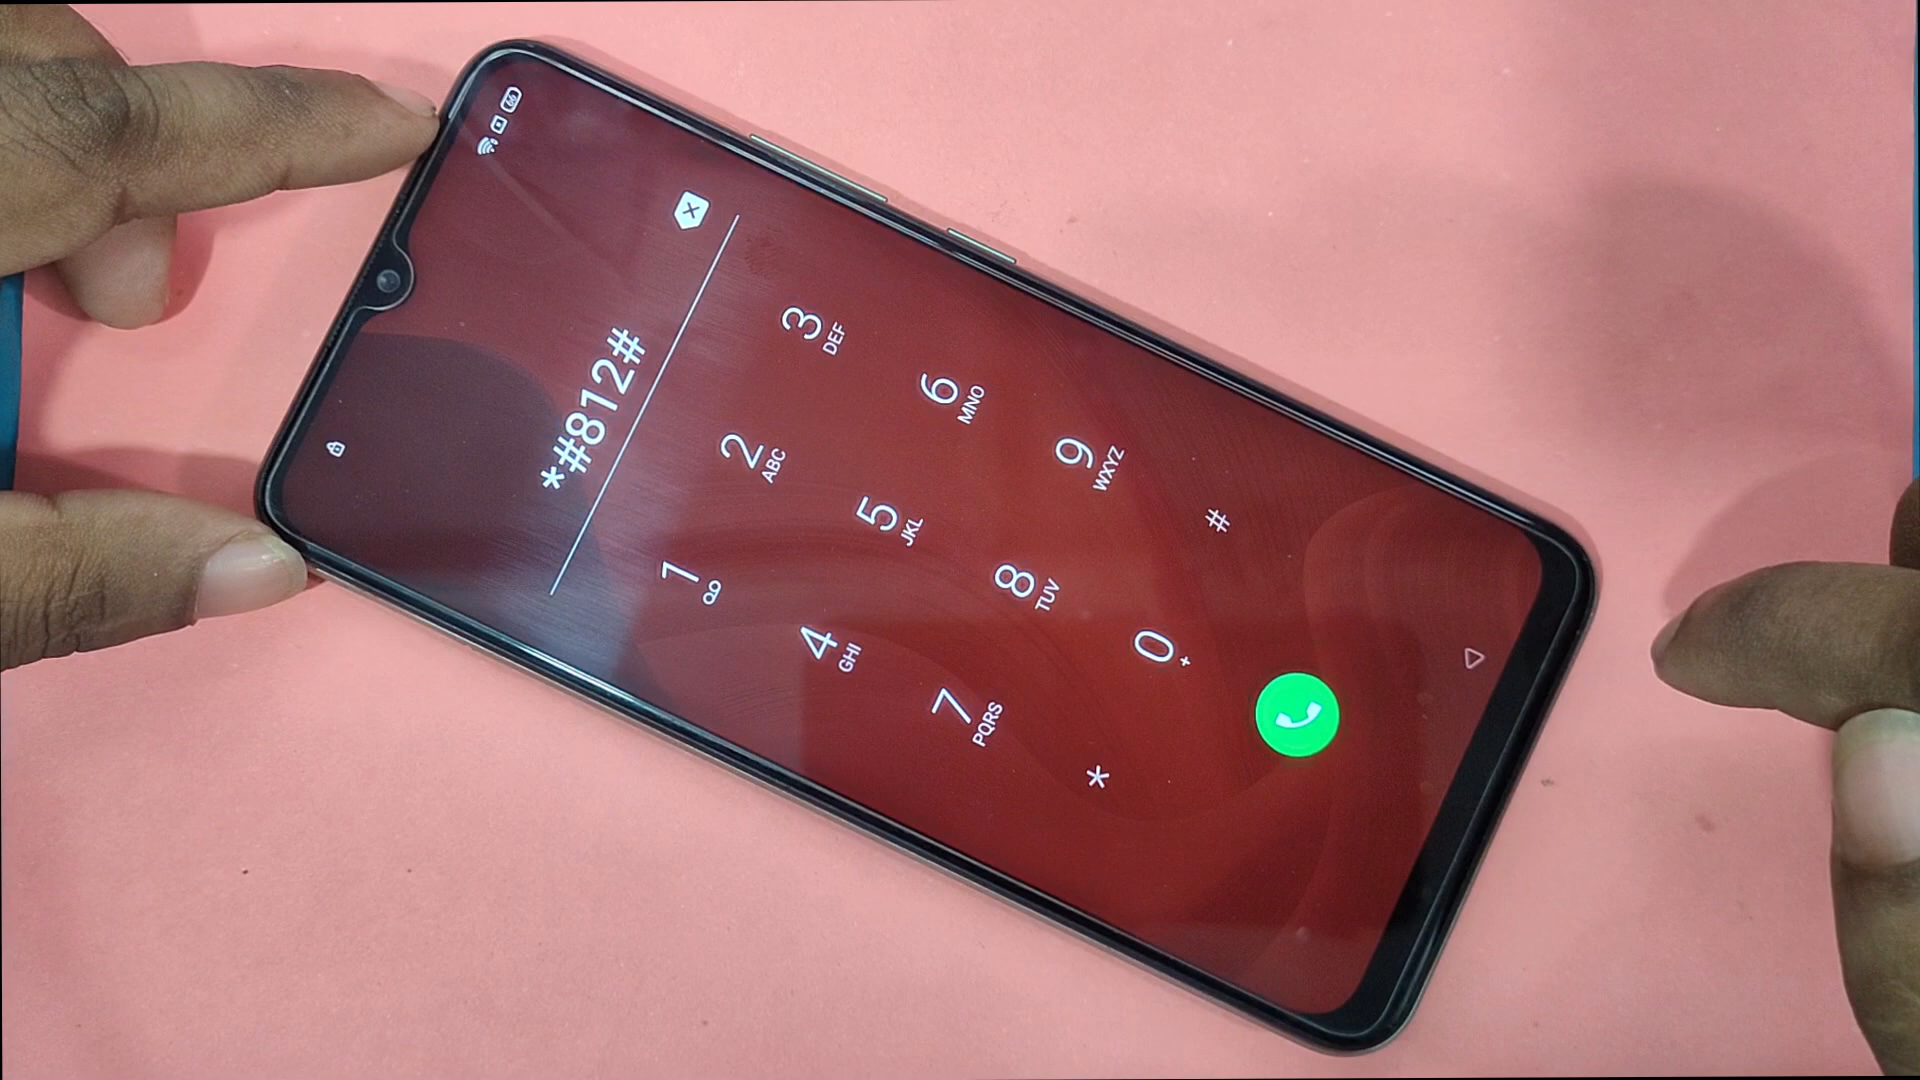 66
*#812#
1
2 ABC
3 DEF
4 GHI
5 JKL
6 MNO
7 PQRS
8 TUV
9 WXYZ
*
0 +
#